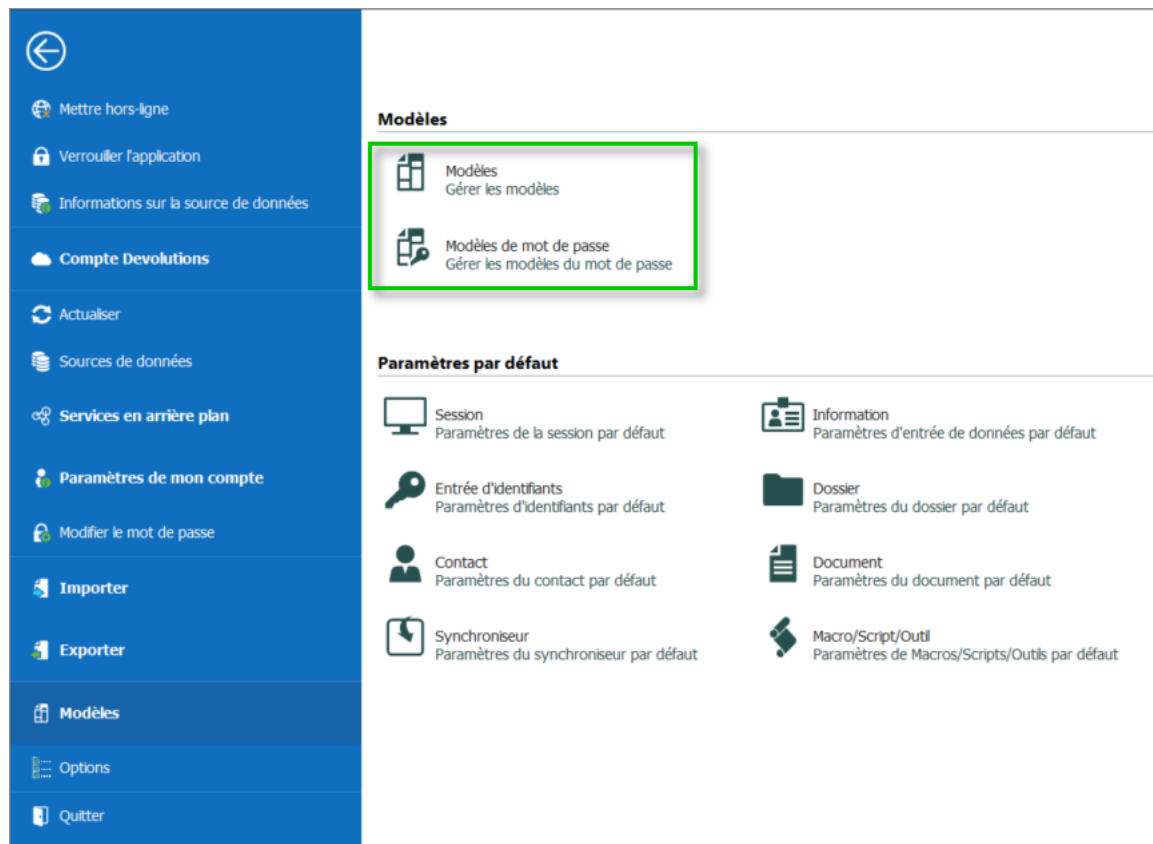 Mettre hors-ligne
Verrouiller l'application
Informations sur la source de données
Compte Devolutions
Actualiser
Sources de données
Services en arrière plan
Paramètres de mon compte
Modifier le mot de passe
Importer
Exporter
Modèles
Options
Quitter
Modèles
Modèles
Gérer les modèles
Modèles de mot de passe
Gérer les modèles du mot de passe
Paramètres par défaut
Session
Paramètres de la session par défaut
Information
Paramètres d'entrée de données par défaut
Entrée d'identifiants
Paramètres d'identifiants par défaut
Dossier
Paramètres du dossier par défaut
Contact
Paramètres du contact par défaut
Document
Paramètres du document par défaut
Synchroniseur
Paramètres du synchroniseur par défaut
Macro/Script/Outil
Paramètres de Macros/Scripts/Outils par défaut